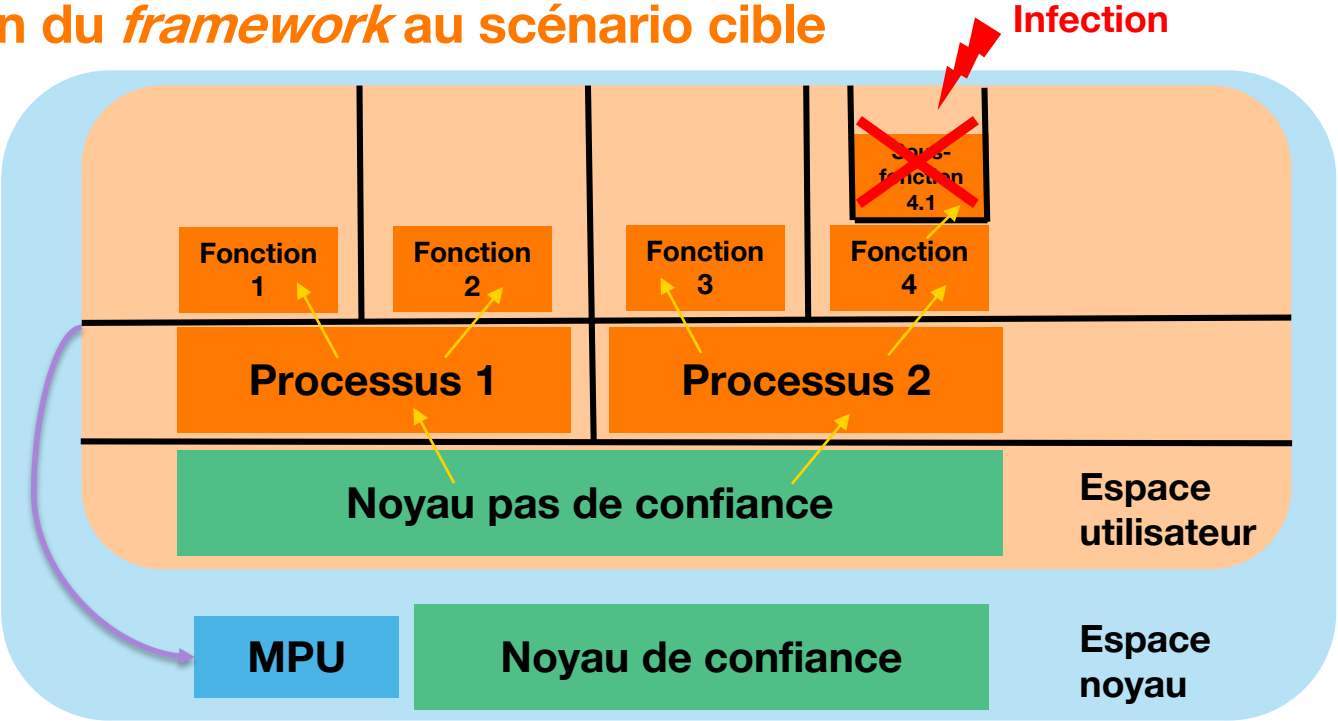 n du framework au scénario cible
Infection
Sous-
fonction
4.1
Fonction
1
Fonction
2
Fonction
3
Fonction
4
Processus 1
Processus 2
Noyau pas de confiance
Espace
utilisateur
MPU
Noyau de confiance
Espace
noyau